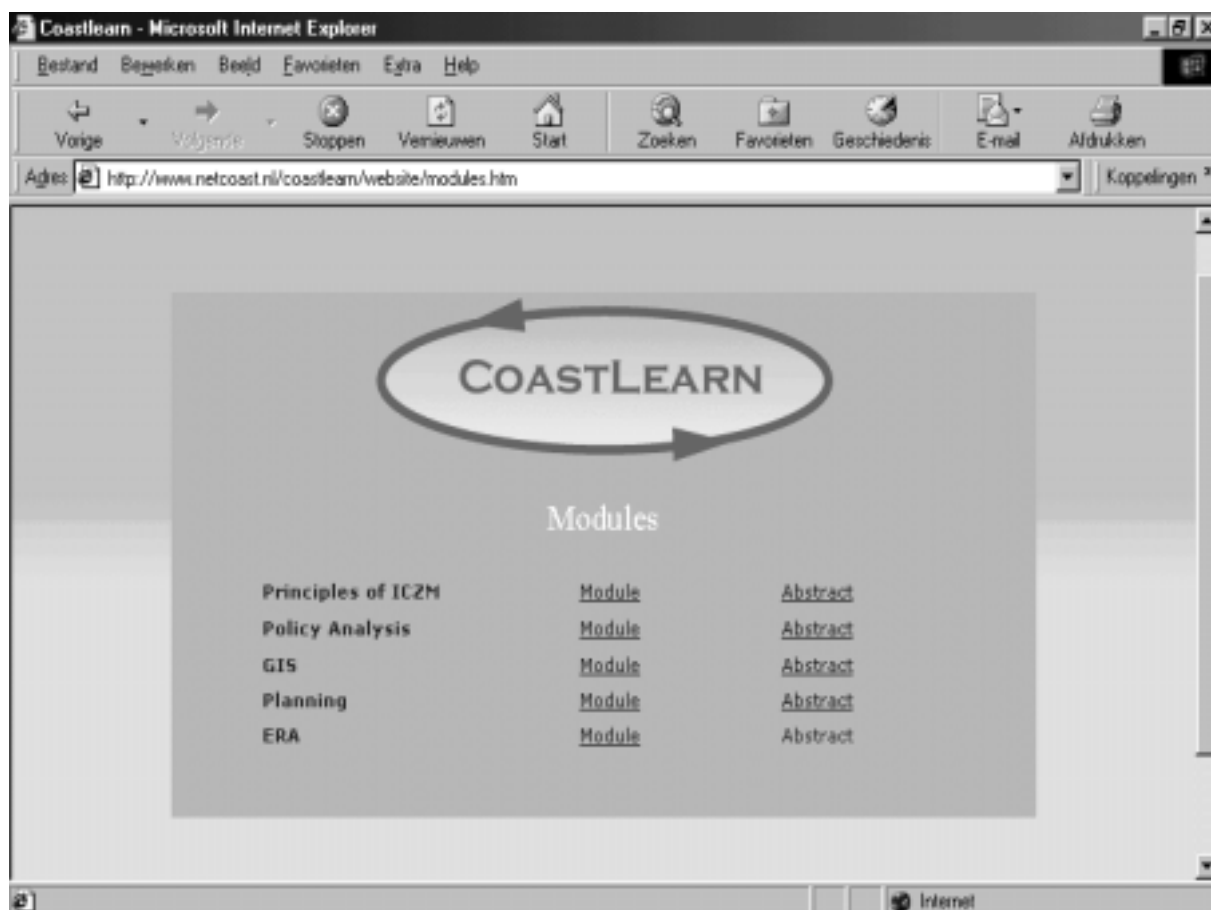 Coastlearn - Microsoft Internet Explorer
Bestand Bewerken Beeld Favorieten Extra Help
Vorige Volgende Stoppen Vernieuwen Start Zoeken Favorieten Geschiedenis E-mail Afdrukken
Adres http://www.netcoast.nl/coastlearn/website/modules.htm Koppelingen »
COASTLEARN
Modules
Principles of ICZM Module Abstract
Policy Analysis Module Abstract
GIS Module Abstract
Planning Module Abstract
ERA Module Abstract
Internet